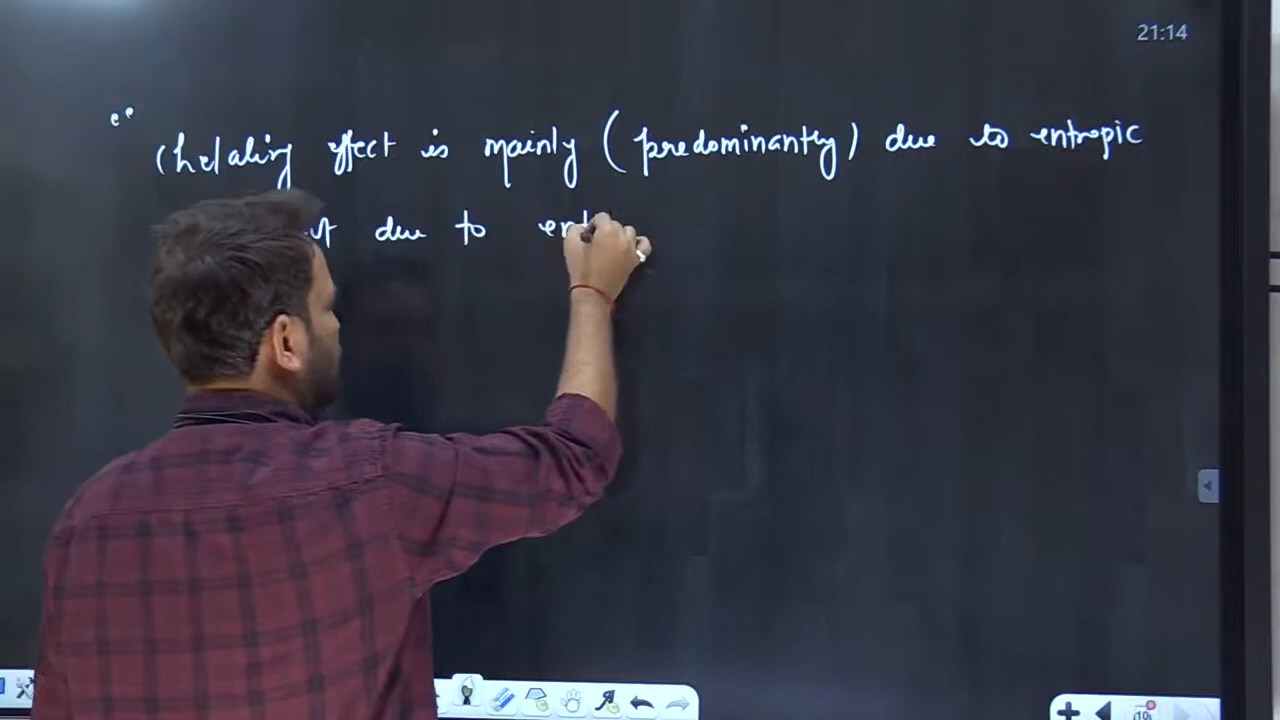 21:14
Chelating effect is mainly (predominantly) due to entropic
due to